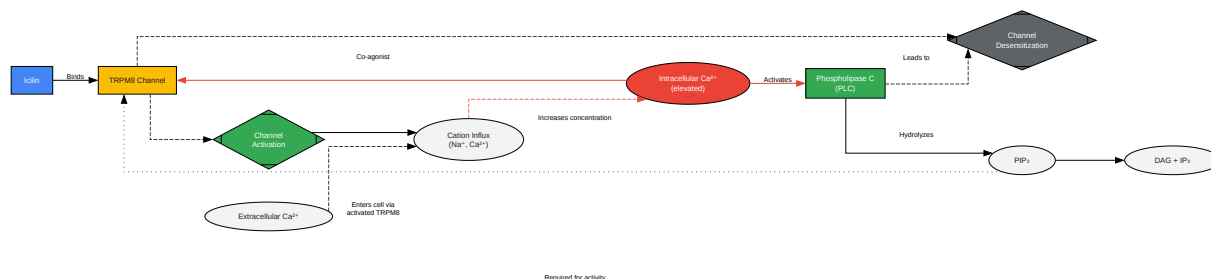 Channel
Desensitization
Co-agonist
Leads to
Icilin
Binds
TRPM8 Channel
Intracellular Ca²⁺
(elevated)
Activates
Phospholipase C
(PLC)
Increases concentration
Channel
Activation
Cation Influx
(Na⁺, Ca²⁺)
Hydrolyzes
PIP₂
DAG + IP₃
Enters cell via
activated TRPM8
Extracellular Ca²⁺
Required for activity